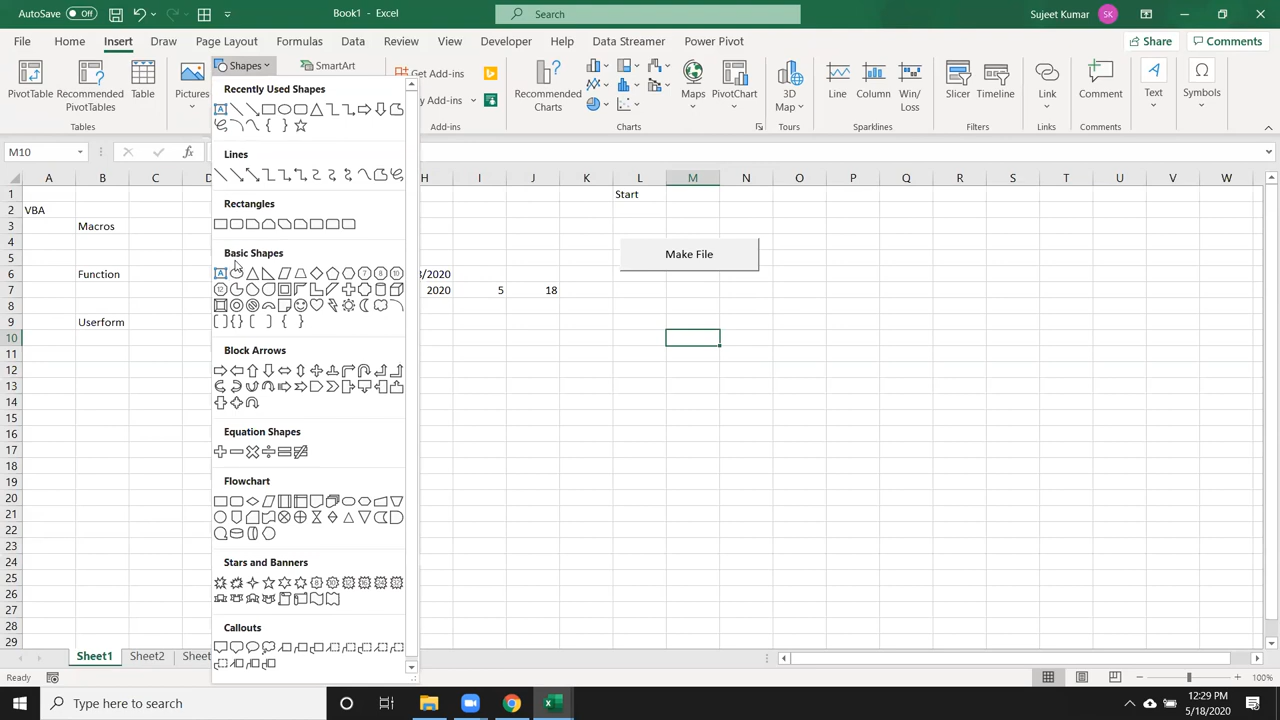 AutoSave Off
Book1 - Excel
Search
Sujeet Kumar SK
File Home Insert Draw Page Layout Formulas Data Review View Developer Help Data Streamer Power Pivot Share Comments
PivotTable
Recommended PivotTables
Table
Tables
Pictures
Shapes
SmartArt
Get Add-ins
Add-ins
Add-ins
Recommended Charts
Maps
PivotChart
Charts
3D Map
Tours
Line
Column
Win/Loss
Sparklines
Slicer
Timeline
Filters
Link
Links
Comment
Comments
Text
Symbols
M10
fx
Recently Used Shapes
Lines
Rectangles
Basic Shapes
Block Arrows
Equation Shapes
Flowchart
Stars and Banners
Callouts
A B C D H I J K L M N O P Q R S T U V W
1 Start
2 VBA
3 Macros
4
Make File
5
6 Function 8/2020
7 2020 5 18
8
9 Userform
10
11
12
13
14
15
16
17
18
19
20
21
22
23
24
25
26
27
28
29
Sheet1 Sheet2 Sheet
Ready
100%
Type here to search
12:29 PM
5/18/2020